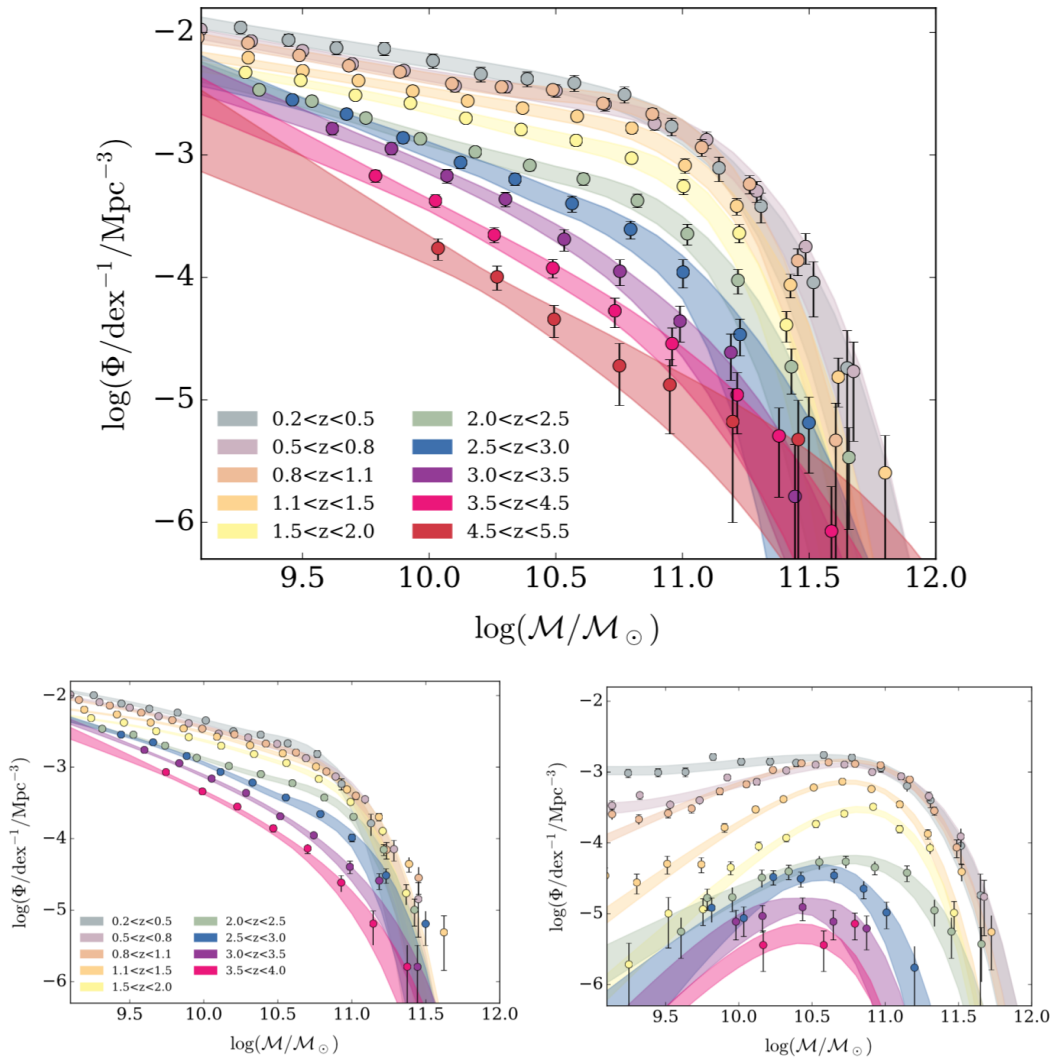 −2
−3
−4
−5
−6
log(Φ/dex⁻¹/Mpc⁻³)
0.2<z<0.5 2.0<z<2.5
0.5<z<0.8 2.5<z<3.0
0.8<z<1.1 3.0<z<3.5
1.1<z<1.5 3.5<z<4.5
1.5<z<2.0 4.5<z<5.5
9.5 10.0 10.5 11.0 11.5 12.0
log(ℳ/ℳ⊙)
−2
−3
−4
−5
−6
log(Φ/dex⁻¹/Mpc⁻³)
0.2<z<0.5 2.0<z<2.5
0.5<z<0.8 2.5<z<3.0
0.8<z<1.1 3.0<z<3.5
1.1<z<1.5 3.5<z<4.0
1.5<z<2.0
9.5 10.0 10.5 11.0 11.5 12.0
log(ℳ/ℳ⊙)
−2
−3
−4
−5
−6
log(Φ/dex⁻¹/Mpc⁻³)
9.5 10.0 10.5 11.0 11.5 12.0
log(ℳ/ℳ⊙)